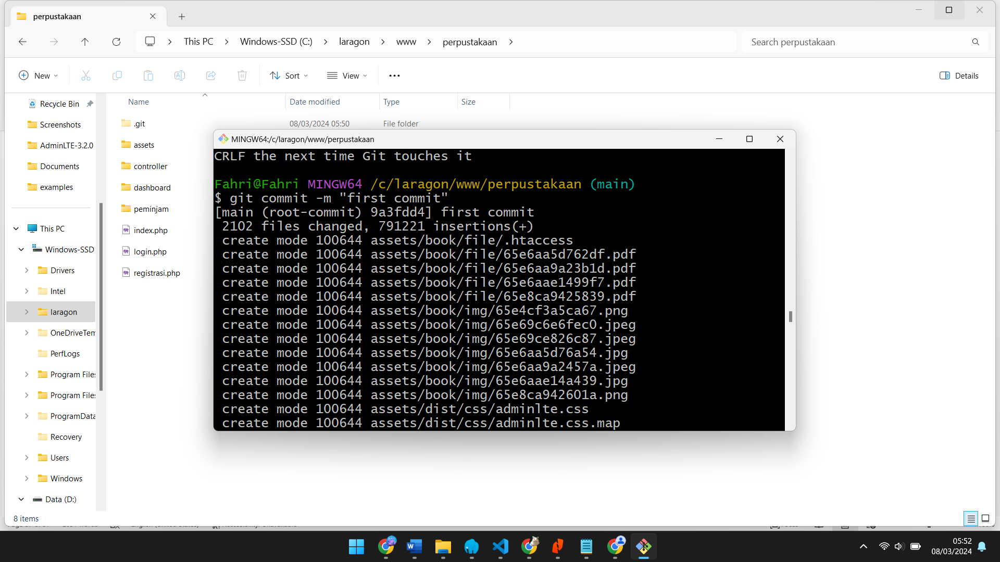 perpustakaan
This PC
Windows-SSD (C:)
laragon
www
perpustakaan
Search perpustakaan
New
Sort
View
Details
Name
Date modified
Type
Size
Recycle Bin
Screenshots
AdminLTE-3.2.0
Documents
examples
This PC
Windows-SSD
Drivers
Intel
laragon
OneDriveTem
PerfLogs
Program Files
Program Files
ProgramData
Recovery
Users
Windows
Data (D:)
.git 08/03/2024 05:50 File folder
assets
controller
dashboard
peminjam
index.php
login.php
registrasi.php
MINGW64:/c/laragon/www/perpustakaan
CRLF the next time Git touches it
Fahri@Fahri MINGW64 /c/laragon/www/perpustakaan (main)
$ git commit -m "first commit"
[main (root-commit) 9a3fdd4] first commit
2102 files changed, 791221 insertions(+)
create mode 100644 assets/book/file/.htaccess
create mode 100644 assets/book/file/65e6aa5d762df.pdf
create mode 100644 assets/book/file/65e6aa9a23b1d.pdf
create mode 100644 assets/book/file/65e6aae1499f7.pdf
create mode 100644 assets/book/file/65e8ca9425839.pdf
create mode 100644 assets/book/img/65e4cf3a5ca67.png
create mode 100644 assets/book/img/65e69c6e6fec0.jpeg
create mode 100644 assets/book/img/65e69ce826c87.jpeg
create mode 100644 assets/book/img/65e6aa5d76a54.jpg
create mode 100644 assets/book/img/65e6aa9a2457a.jpeg
create mode 100644 assets/book/img/65e6aae14a439.jpg
create mode 100644 assets/book/img/65e8ca942601a.png
create mode 100644 assets/dist/css/adminlte.css
create mode 100644 assets/dist/css/adminlte.css.map
8 items
05:52
08/03/2024